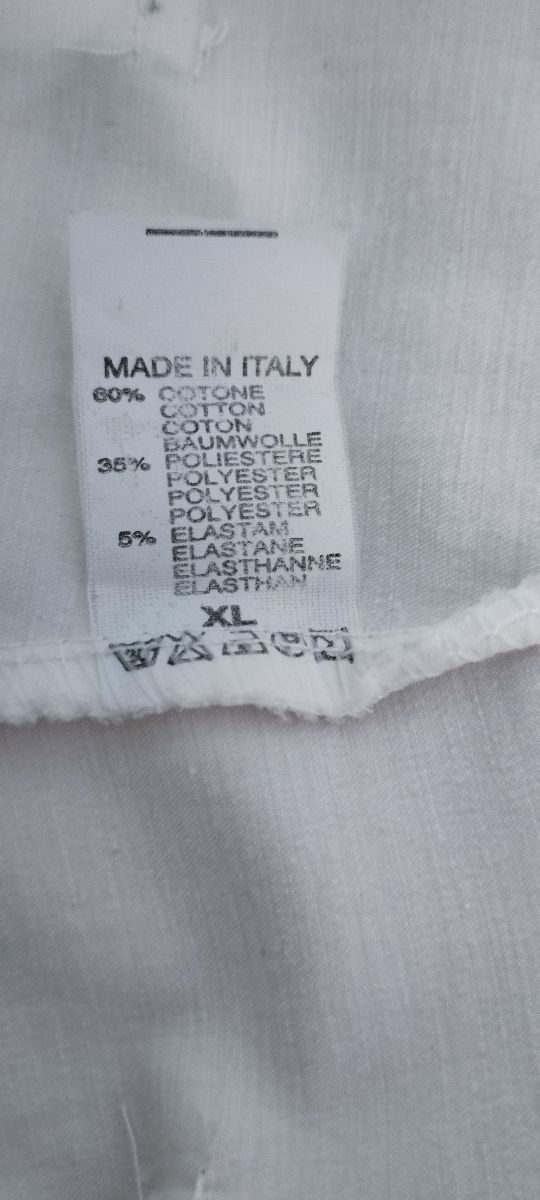 MADE IN ITALY
60% COTONE
COTTON
COTON
BAUMWOLLE
35% POLIESTERE
POLYESTER
POLYESTER
POLYESTER
5% ELASTAM
ELASTANE
ELASTHANNE
ELASTHAN
XL